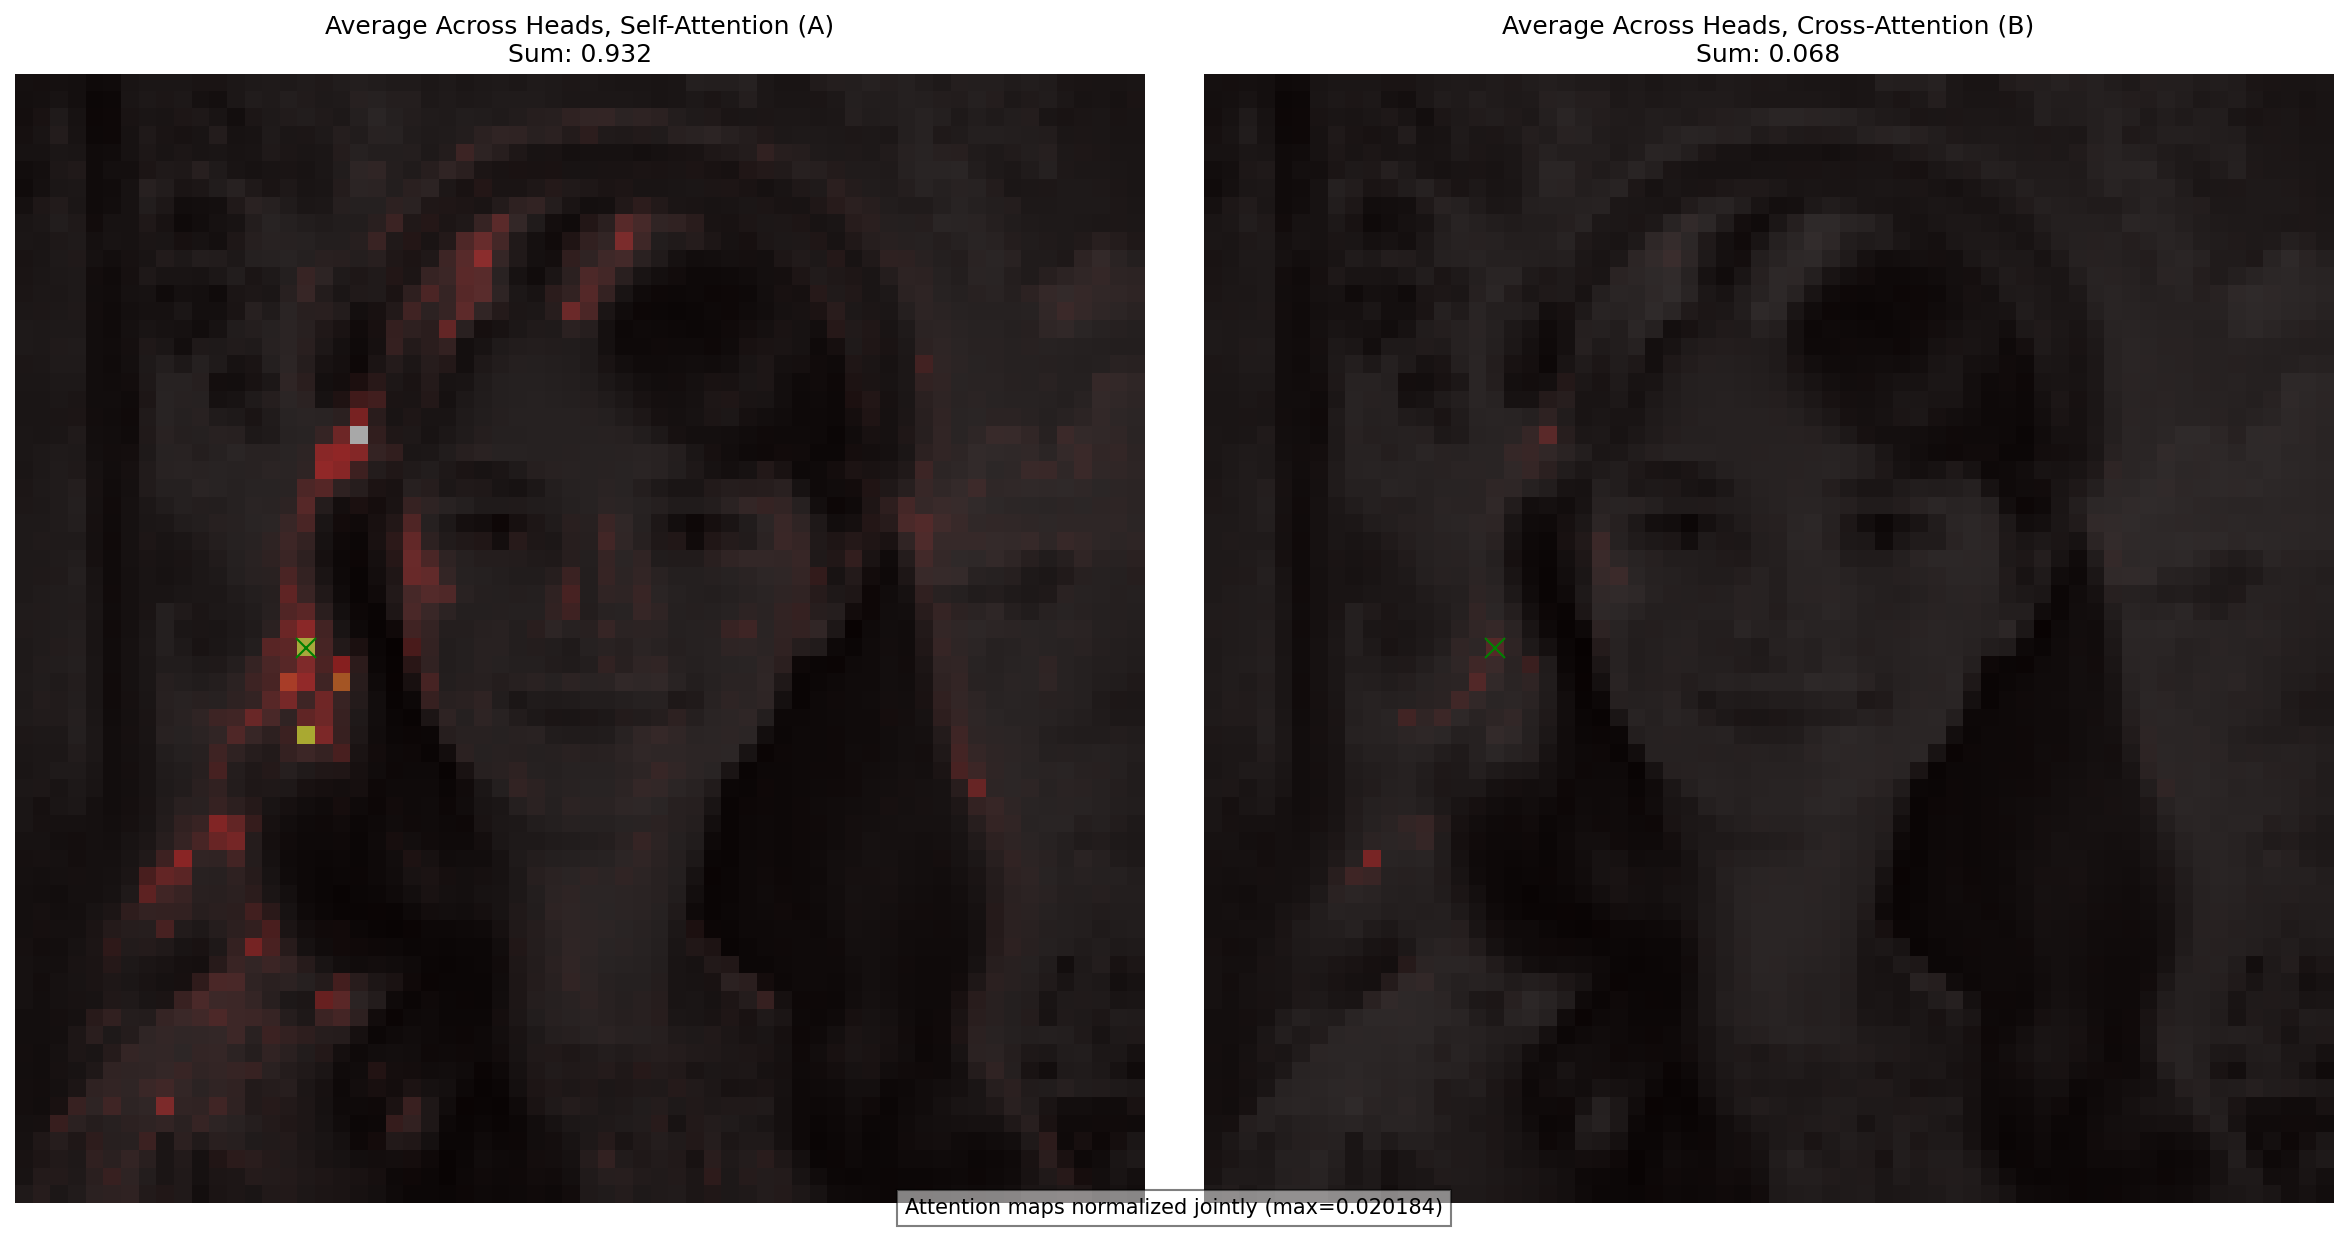 Average Across Heads, Self-Attention (A)
Sum: 0.932
Average Across Heads, Cross-Attention (B)
Sum: 0.068
Attention maps normalized jointly (max=0.020184)